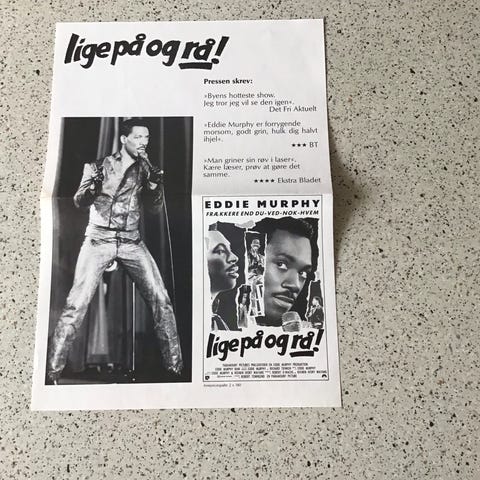 lige på og rå!
Pressen skrev:
»Byens hotteste show.
Jeg tror jeg vil se den igen«.
Det Fri Aktuelt
»Eddie Murphy er forrygende
morsom, godt grin, hulk dig halvt
ihjel«.
★★★ BT
»Man griner sin røv i laser«.
Kære læser, prøv at gøre det
samme.
★★★★ Ekstra Bladet
EDDIE MURPHY
FRÆKKERE END DU-VED-NOK-HVEM
lige på og rå!